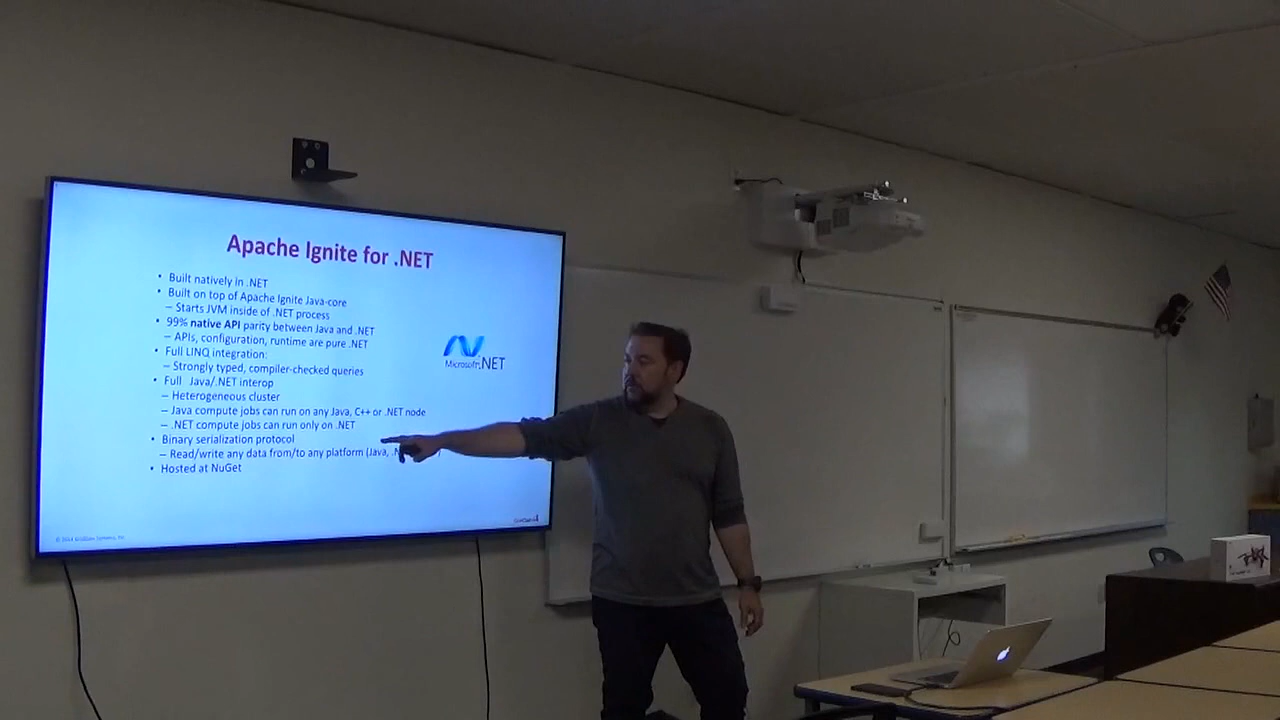 Apache Ignite for .NET
• Built natively in .NET
• Built on top of Apache Ignite Java-core
– Starts JVM inside of .NET process
• 99% native API parity between Java and .NET
– APIs, configuration, runtime are pure .NET
• Full LINQ integration:
– Strongly typed, compiler-checked queries
• Full Java/.NET interop
– Heterogeneous cluster
– Java compute jobs can run on any Java, C++ or .NET node
– .NET compute jobs can run only on .NET
• Binary serialization protocol
– Read/write any data from/to any platform (Java,
• Hosted at NuGet
Microsoft .NET
© 2014 GridGain Systems, Inc.